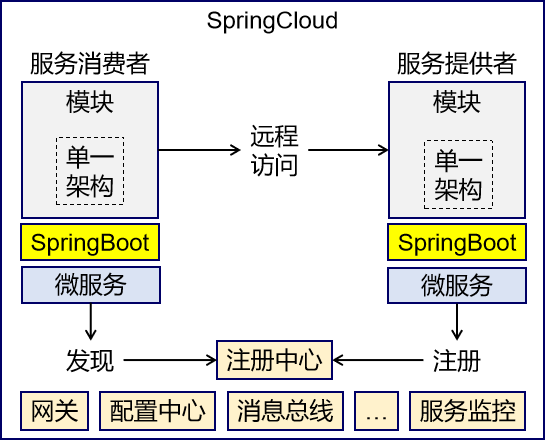 SpringCloud
服务消费者
服务提供者
模块
模块
单一
架构
远程
访问
单一
架构
SpringBoot
SpringBoot
微服务
微服务
发现
注册中心
注册
网关
配置中心
消息总线
…
服务监控